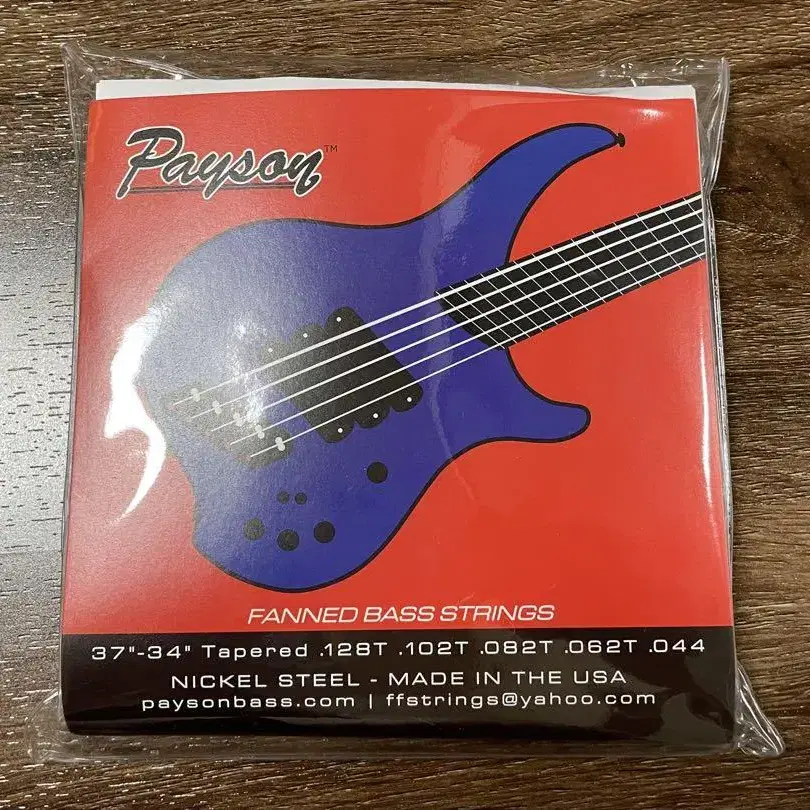 Payson™
FANNED BASS STRINGS
37"-34" Tapered .128T .102T .082T .062T .044
NICKEL STEEL - MADE IN THE USA
paysonbass.com | ffstrings@yahoo.com